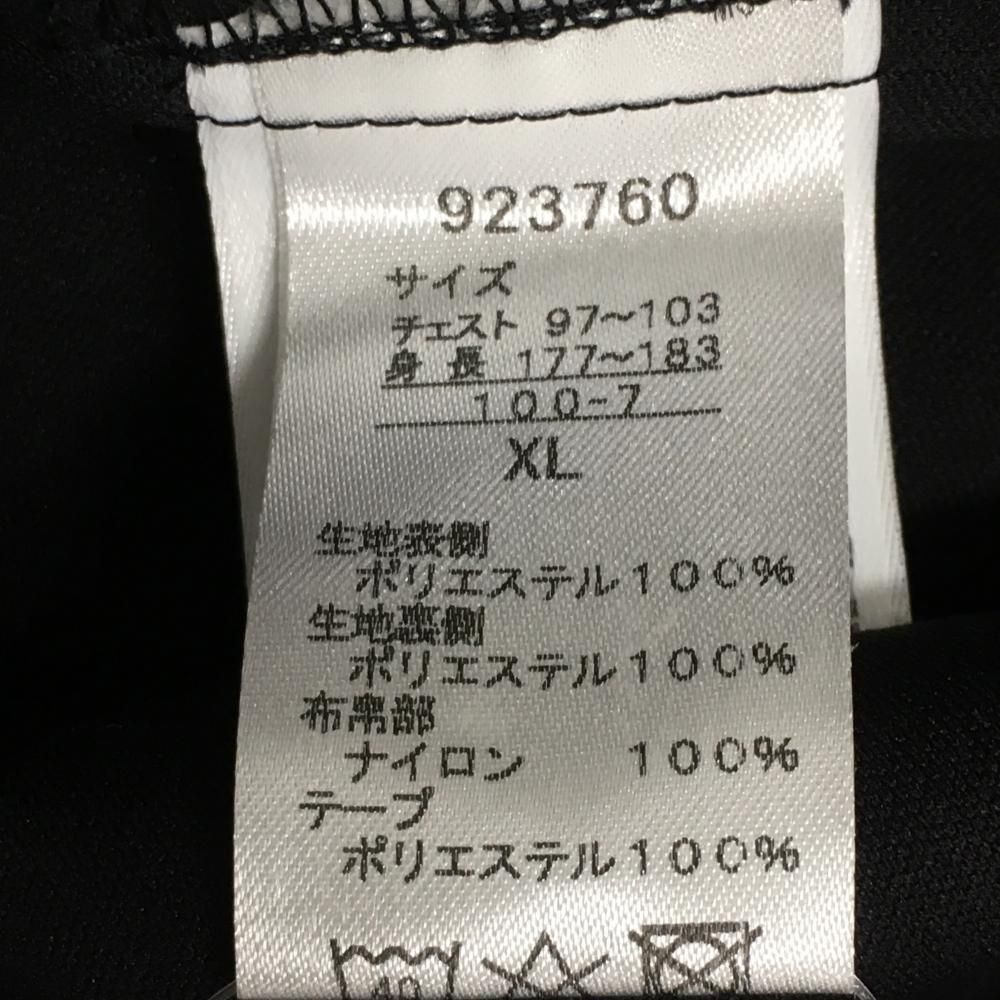 923760
サイズ
チェスト 97〜103
身 長 177〜183
100-7
XL
生地表側
ポリエステル100%
生地裏側
ポリエステル100%
布帛部
ナイロン 100%
テープ
ポリエステル100%
40